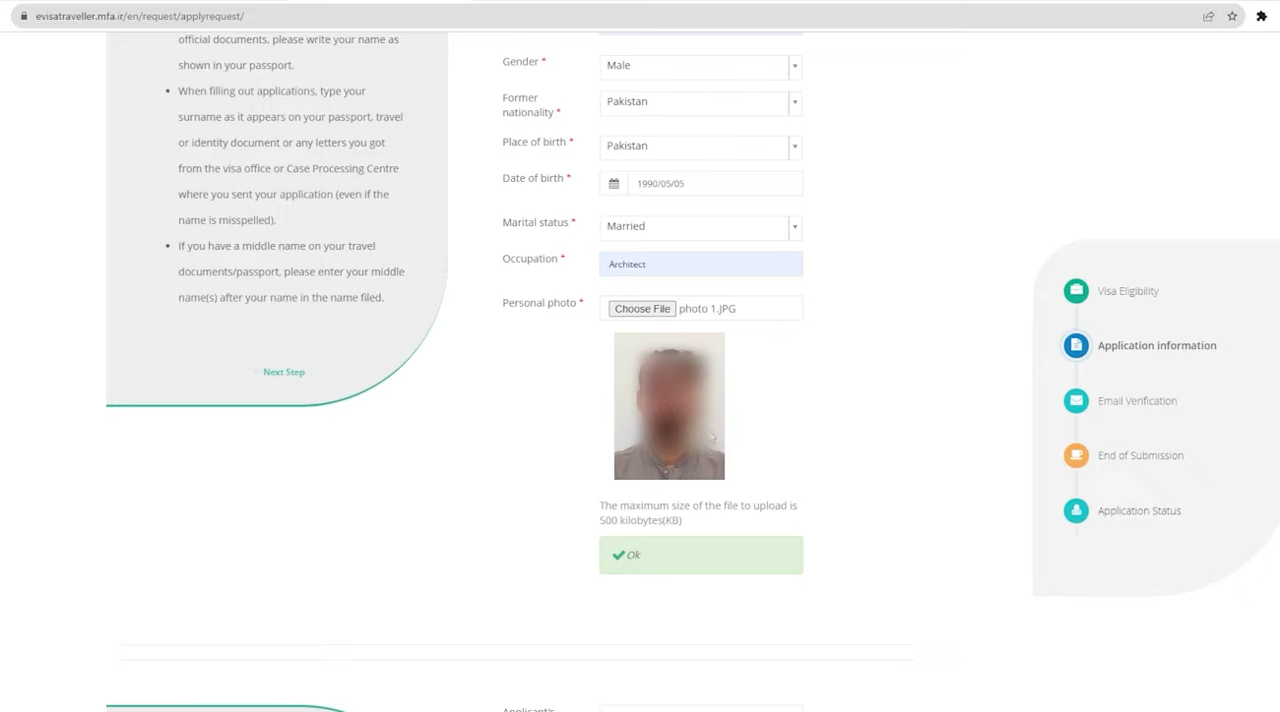 evisatraveller.mfa.ir/en/request/applyrequest/
official documents, please write your name as
shown in your passport.
When filling out applications, type your
surname as it appears on your passport, travel
or identity document or any letters you got
from the visa office or Case Processing Centre
where you sent your application (even if the
name is misspelled).
If you have a middle name on your travel
documents/passport, please enter your middle
name(s) after your name in the name filed.
Next Step
Gender * Male
Former
nationality * Pakistan
Place of birth * Pakistan
Date of birth * 1990/05/05
Marital status * Married
Occupation * Architect
Personal photo * Choose File photo 1.JPG
The maximum size of the file to upload is
500 kilobytes(KB)
Ok
Applicant's
Visa Eligibility
Application information
Email Verification
End of Submission
Application Status